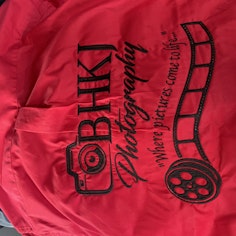 BHKJ
Photography
"Where pictures come to life..."